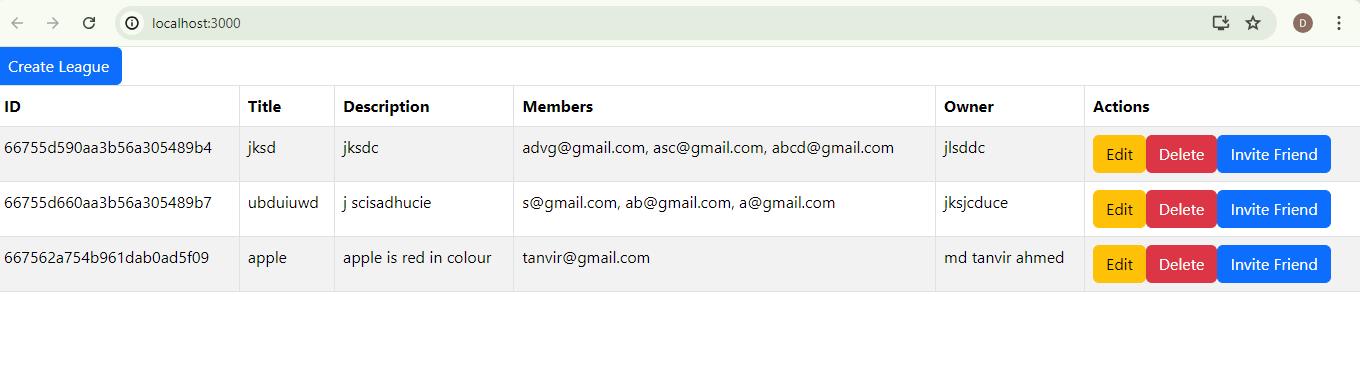 localhost:3000
D
Create League
ID Title Description Members Owner Actions
66755d590aa3b56a305489b4 jksd jksdc advg@gmail.com, asc@gmail.com, abcd@gmail.com jlsddc Edit Delete Invite Friend
66755d660aa3b56a305489b7 ubduiuwd j scisadhucie s@gmail.com, ab@gmail.com, a@gmail.com jksjcduce Edit Delete Invite Friend
667562a754b961dab0ad5f09 apple apple is red in colour tanvir@gmail.com md tanvir ahmed Edit Delete Invite Friend